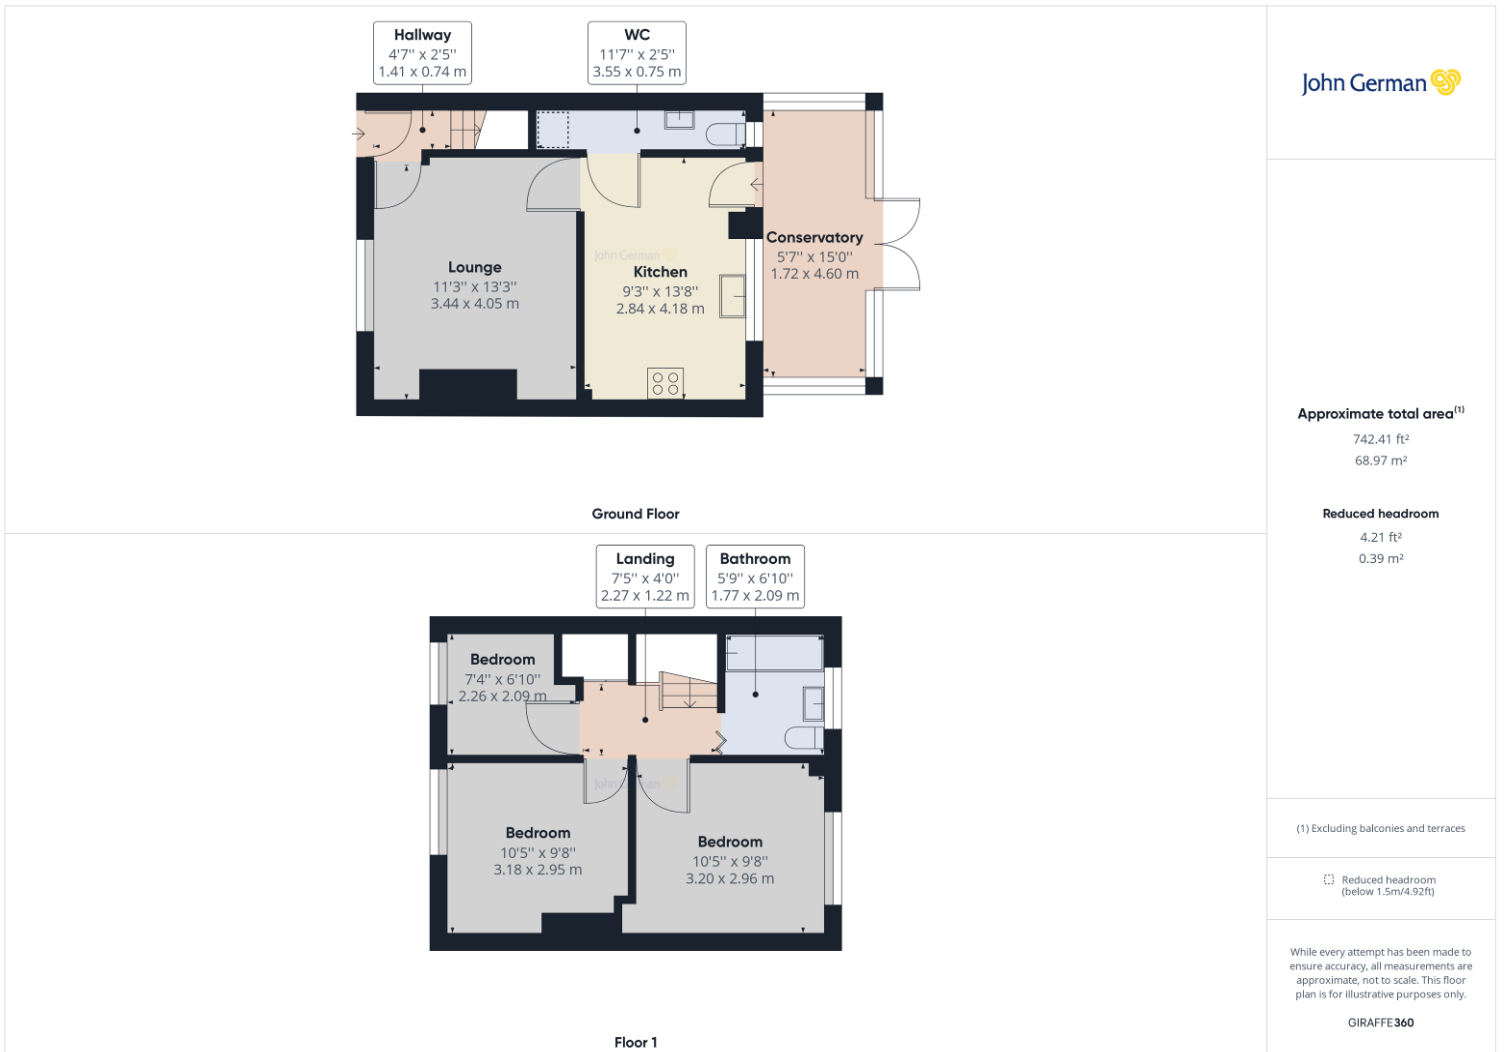 Hallway
4'7'' x 2'5''
1.41 x 0.74 m
WC
11'7'' x 2'5''
3.55 x 0.75 m
Lounge
11'3'' x 13'3''
3.44 x 4.05 m
John German
Kitchen
9'3'' x 13'8''
2.84 x 4.18 m
Conservatory
5'7'' x 15'0''
1.72 x 4.60 m
Ground Floor
Landing
7'5'' x 4'0''
2.27 x 1.22 m
Bathroom
5'9'' x 6'10''
1.77 x 2.09 m
Bedroom
7'4'' x 6'10''
2.26 x 2.09 m
John German
Bedroom
10'5'' x 9'8''
3.18 x 2.95 m
Bedroom
10'5'' x 9'8''
3.20 x 2.96 m
Floor 1
John German
Approximate total area(1)
742.41 ft²
68.97 m²
Reduced headroom
4.21 ft²
0.39 m²
(1) Excluding balconies and terraces
Reduced headroom
(below 1.5m/4.92ft)
While every attempt has been made to
ensure accuracy, all measurements are
approximate, not to scale. This floor
plan is for illustrative purposes only.
GIRAFFE360